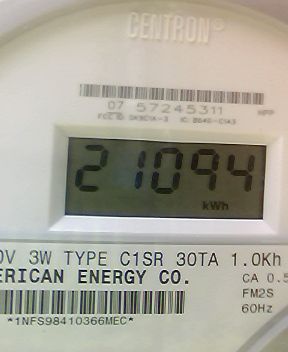 CENTRON®
07 57245311 HPP
21094
kWh
0V 3W TYPE C1SR 30TA 1.0Kh
ERICAN ENERGY CO. CA 0.5
FM2S
60Hz
*1NFS98410366MEC*